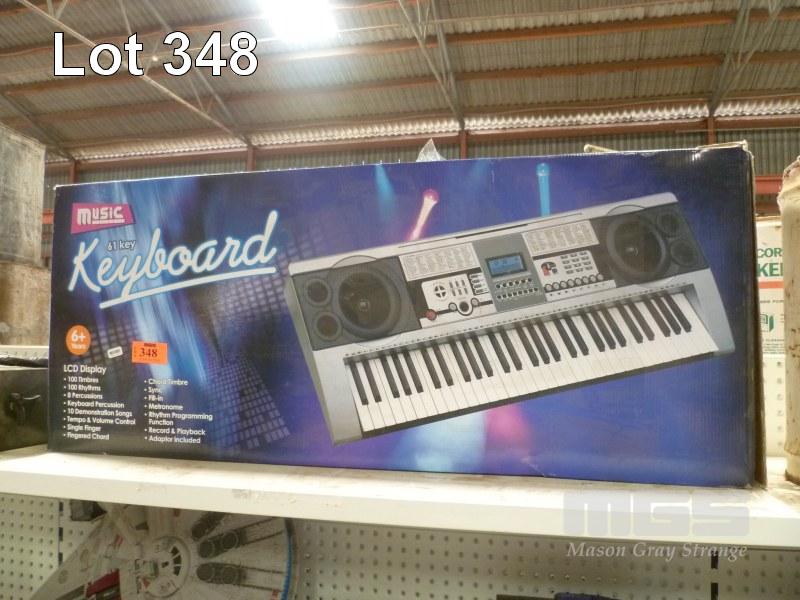 Lot 348
MUSIC
61 key
Keyboard
6+
Years
348
LCD Display
• 100 Timbres
• 100 Rhythms
• 8 Percussions
• Keyboard Percussion
• 10 Demonstration Songs
• Tempo & Volume Control
• Single Finger
• Fingered Chord
• Chord Timbre
• Sync
• Fill-in
• Metronome
• Rhythm Programming
Function
• Record & Playback
• Adaptor Included
MGS
Mason Gray Strange